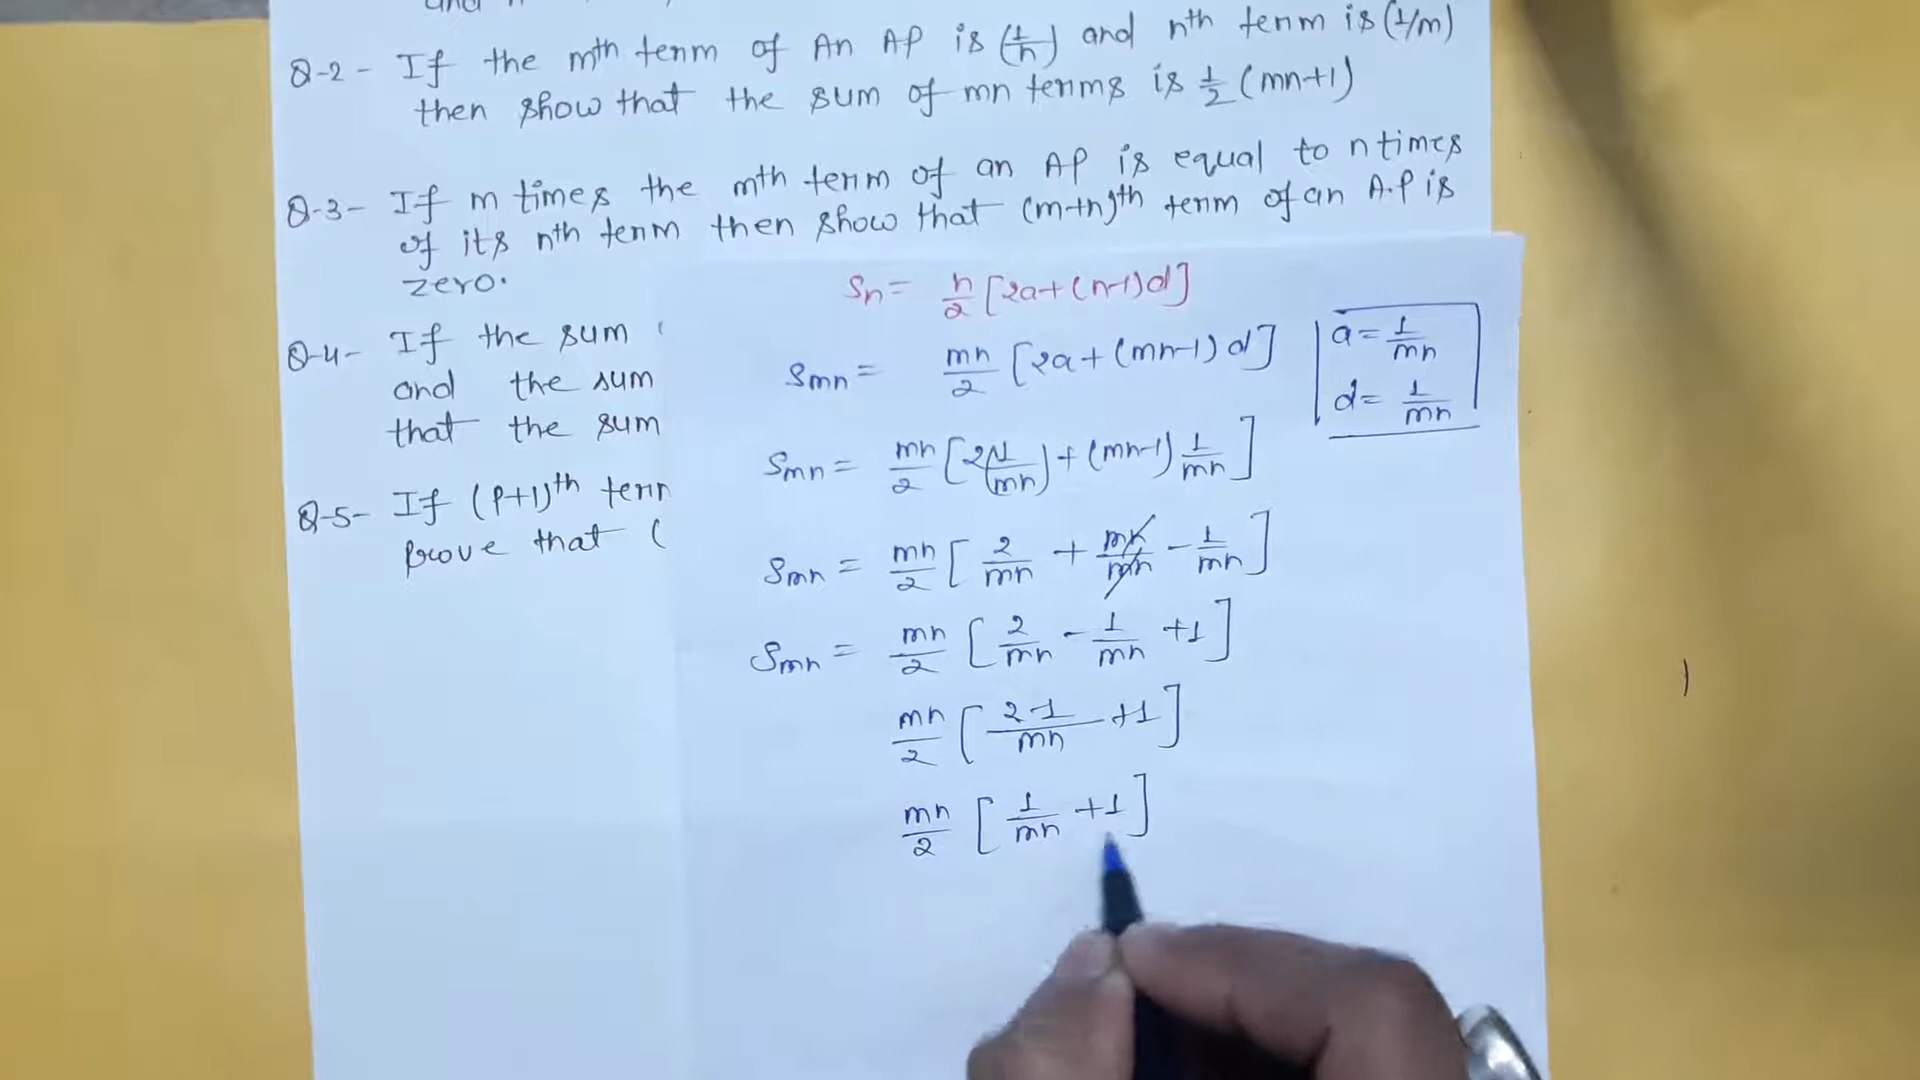 and
Q-2- If the mth term of An AP is (1/n) and nth term is (1/m)
then show that the sum of mn terms is 1/2 (mn+1)
Q-3- If m times the mth term of an AP is equal to n times
of its nth term then show that (m+n)th term of an A.P is
zero.
Q-4- If the sum (
and the sum
that the sum
Q-5- If (P+1)th term
prove that (
Sn= n/2 [2a+(n-1)d]
Smn= mn/2 [2a+(mn-1)d]
a=1/mn
d=1/mn
Smn= mn/2 [2(1/mn)+(mn-1)1/mn]
Smn= mn/2 [2/mn + mn/mn - 1/mn]
Smn= mn/2 [2/mn - 1/mn +1]
mn/2 [2-1/mn +1]
mn/2 [1/mn +1]